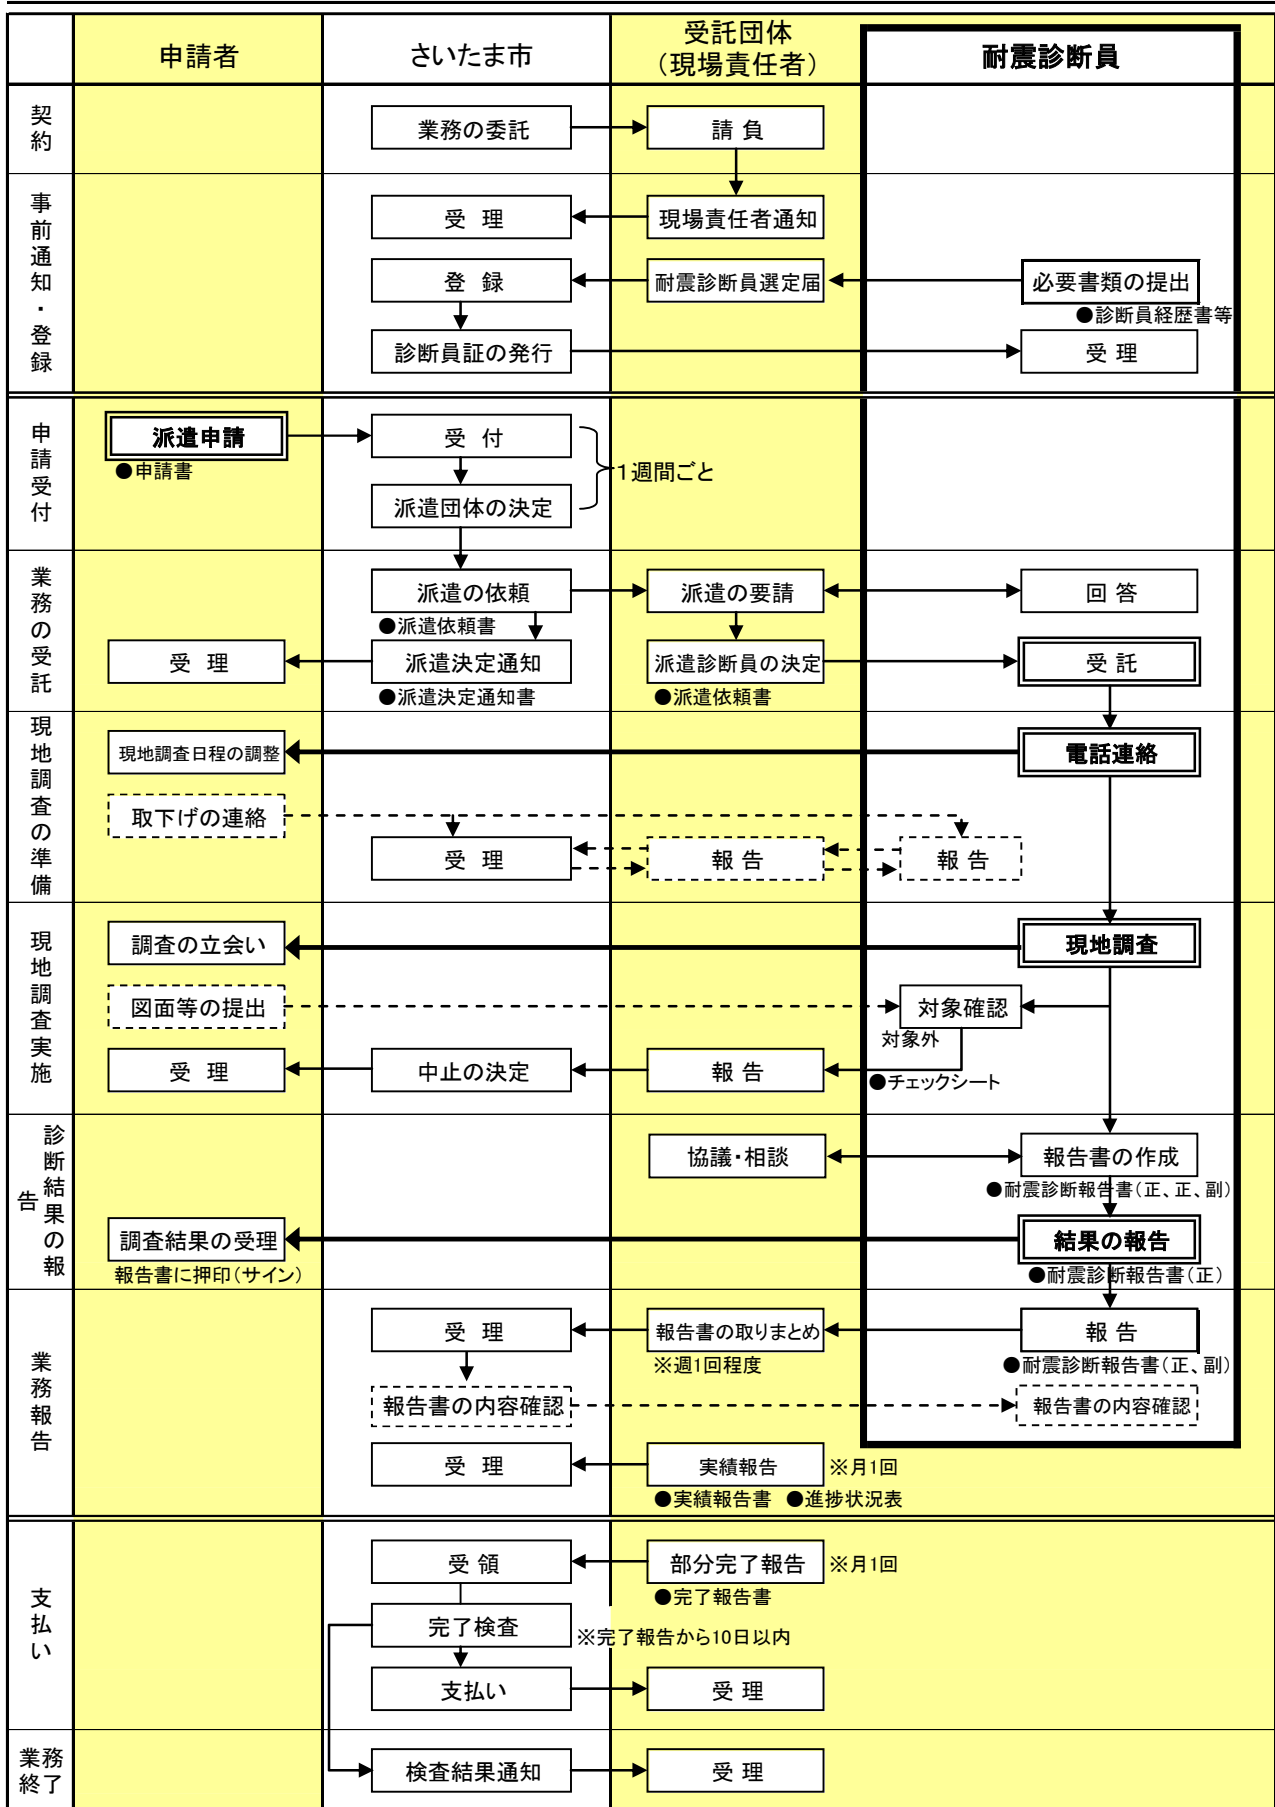 申請者
さいたま市
受託団体
（現場責任者）
耐震診断員
契約
業務の委託
請 負
事前通知・登録
受 理
現場責任者通知
登 録
耐震診断員選定届
必要書類の提出
●診断員経歴書等
診断員証の発行
受 理
申請受付
派遣申請
●申請書
受 付
１週間ごと
派遣団体の決定
業務の受託
派遣の依頼
●派遣依頼書
派遣の要請
回 答
受 理
派遣決定通知
●派遣決定通知書
派遣診断員の決定
●派遣依頼書
受 託
現地調査の準備
現地調査日程の調整
電話連絡
取下げの連絡
受 理
報 告
報 告
現地調査実施
調査の立会い
現地調査
図面等の提出
対象確認
対象外
受 理
中止の決定
報 告
●チェックシート
診断結果の報告
協議・相談
報告書の作成
●耐震診断報告書（正、正、副）
調査結果の受理
報告書に押印（サイン）
結果の報告
●耐震診断報告書（正）
業務報告
受 理
報告書の取りまとめ
※週1回程度
報 告
●耐震診断報告書（正、副）
報告書の内容確認
報告書の内容確認
受 理
実績報告
※月1回
●実績報告書 ●進捗状況表
支払い
受 領
部分完了報告
※月1回
●完了報告書
完了検査
※完了報告から10日以内
支払い
受 理
業務
終了
検査結果通知
受 理